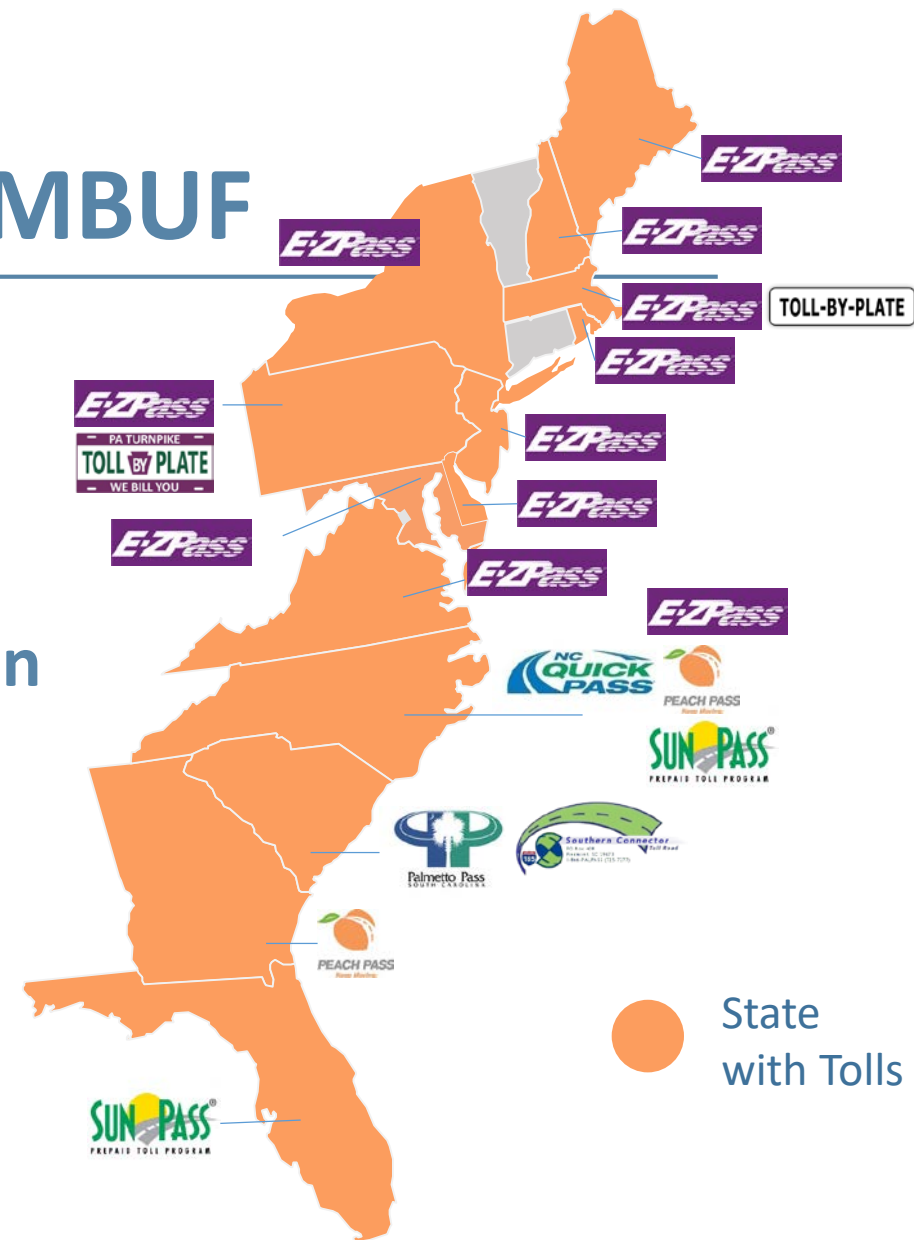 MBUF
E-ZPass
E-ZPass
E-ZPass
E-ZPass
TOLL-BY-PLATE
E-ZPass
E-ZPass
PA TURNPIKE
TOLL BY PLATE
WE BILL YOU
E-ZPass
E-ZPass
E-ZPass
E-ZPass
E-ZPass
n
NC
QUICK
PASS
PEACH PASS
SUN PASS®
PREPAID TOLL PROGRAM
Palmetto Pass
SOUTH CAROLINA
Southern Connector
Toll Road
PEACH PASS
SUN PASS®
PREPAID TOLL PROGRAM
State
with Tolls